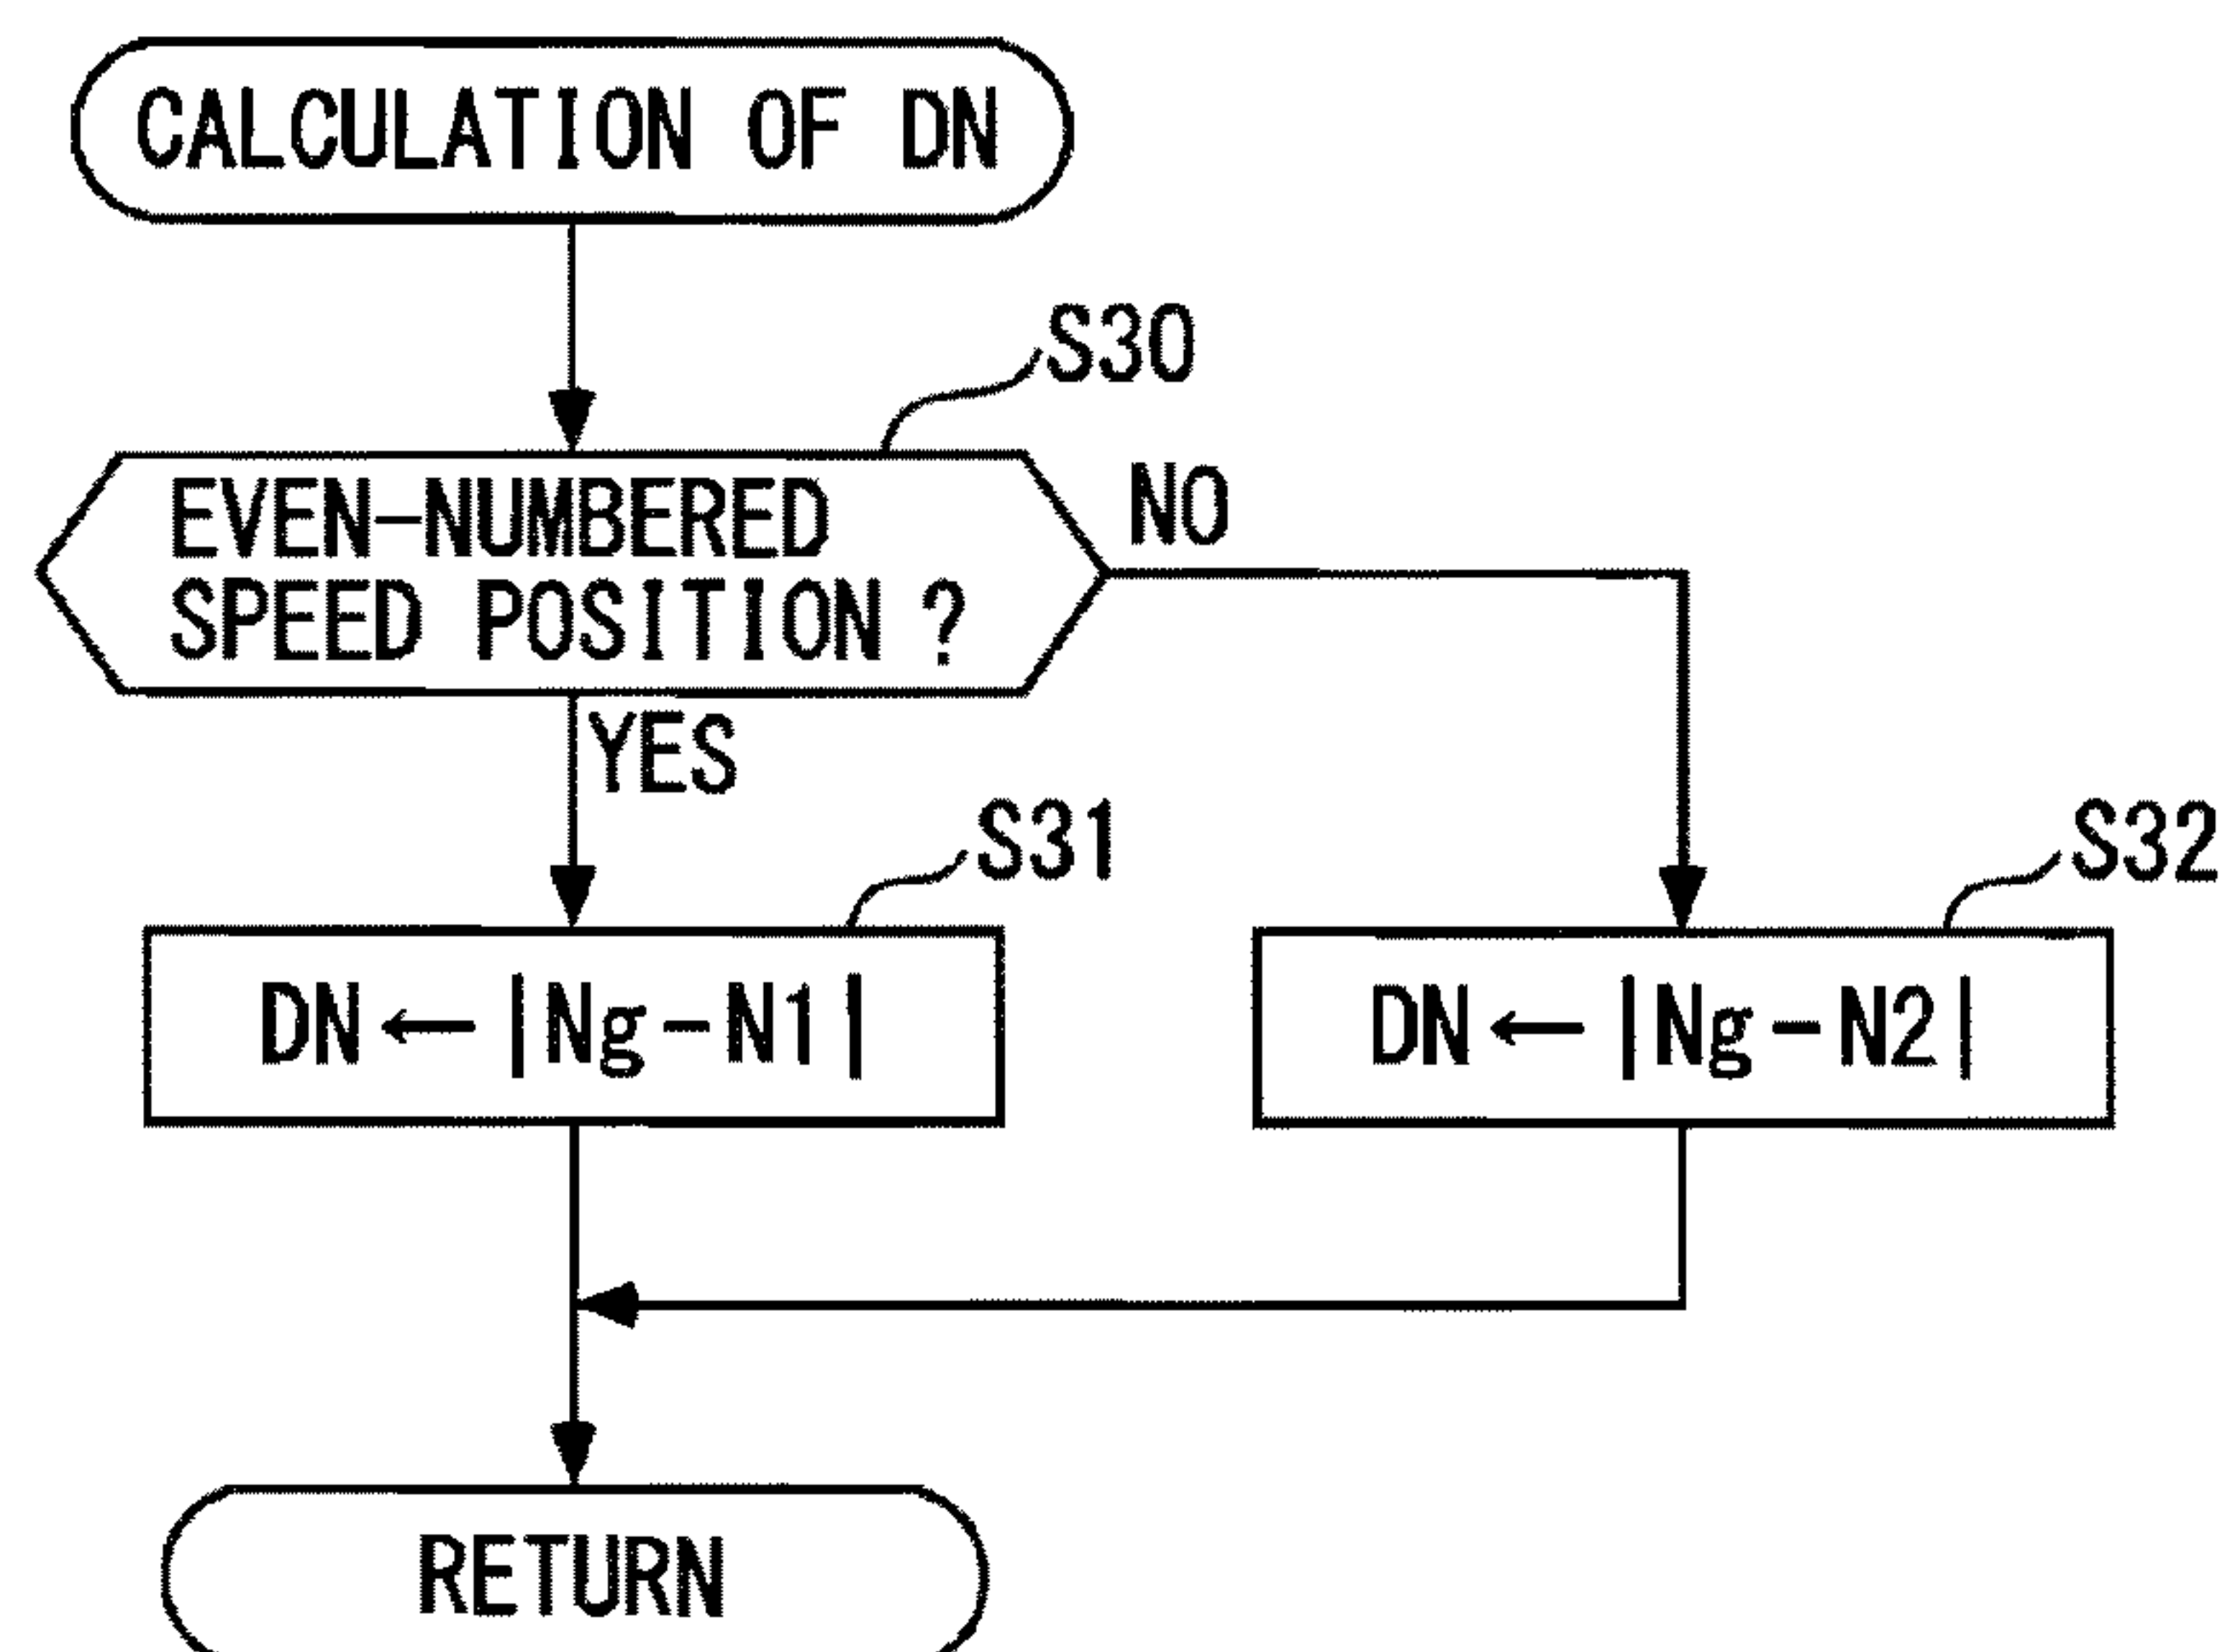 CALCULATION OF DN
S30
EVEN-NUMBERED
SPEED POSITION ?
NO
YES
S31
S32
DN←|Ng-N1|
DN←|Ng-N2|
RETURN